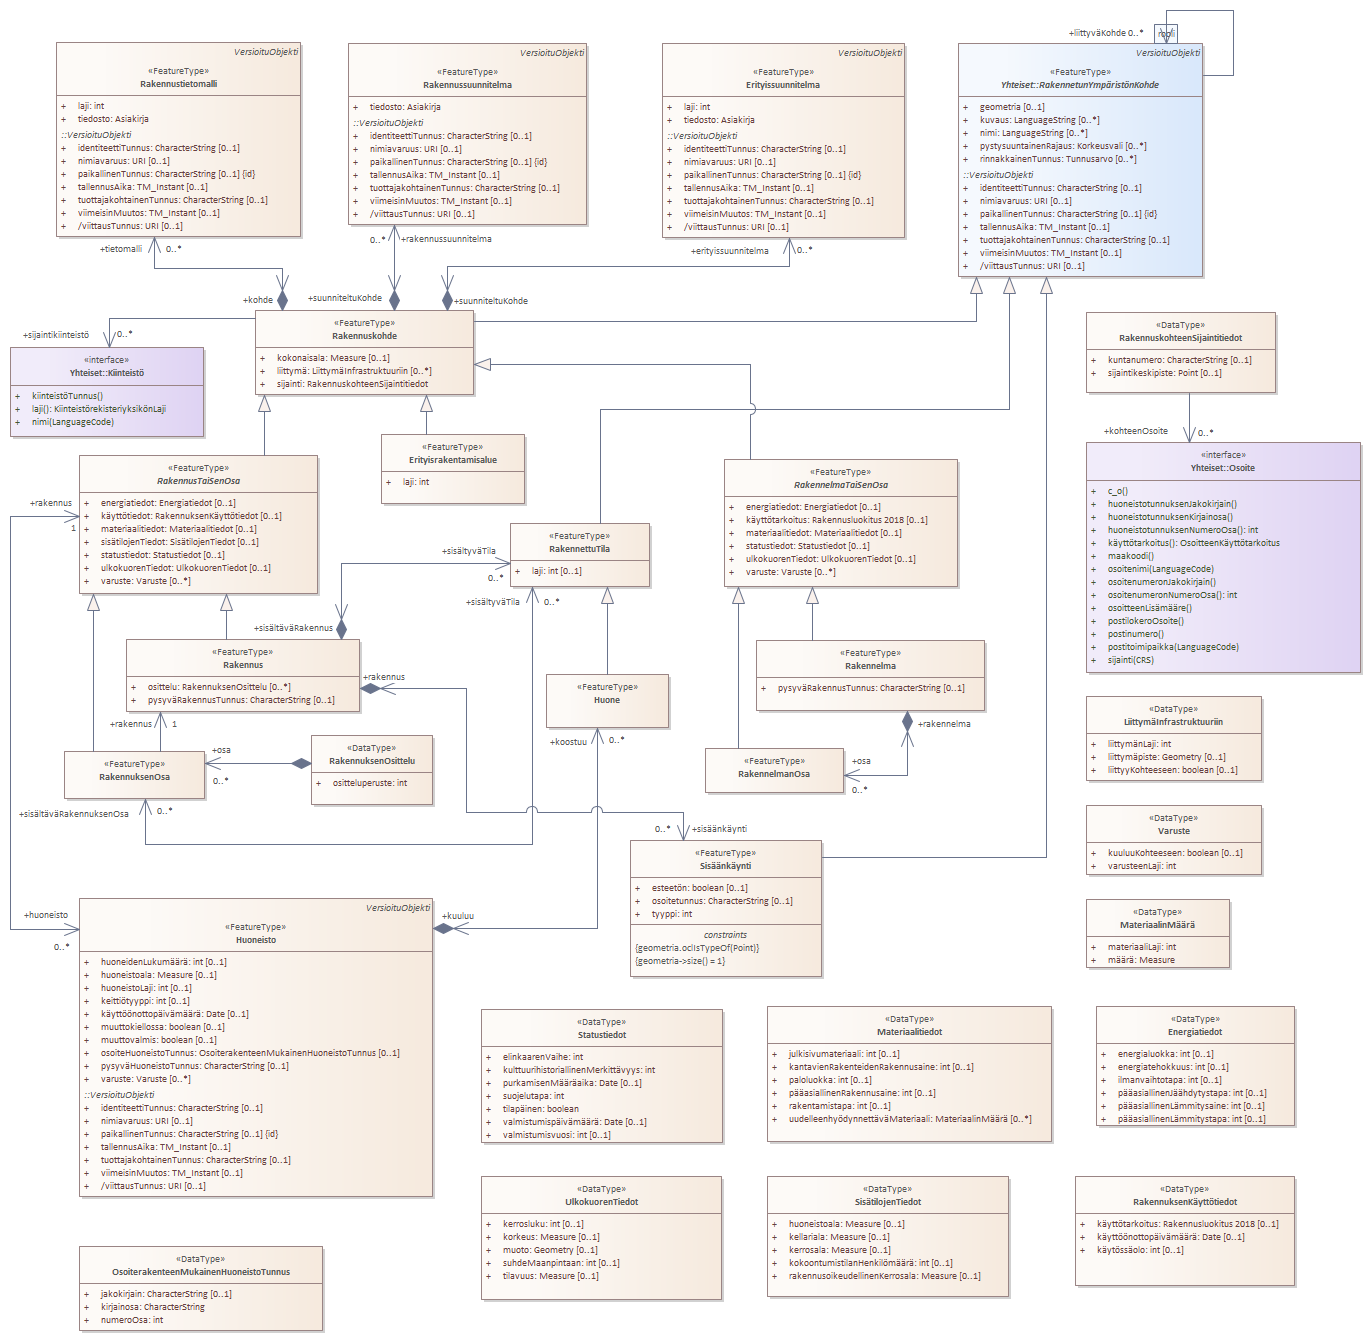 VersioituObjekti
«FeatureType»
Rakennustietomalli
+ laji: int
+ tiedosto: Asiakirja
::VersioituObjekti
+ identiteettiTunnus: CharacterString [0..1]
+ nimiavaruus: URI [0..1]
+ paikallinenTunnus: CharacterString [0..1] {id}
+ tallennusAika: TM_Instant [0..1]
+ tuottajakohtainenTunnus: CharacterString [0..1]
+ viimeisinMuutos: TM_Instant [0..1]
+ /viittausTunnus: URI [0..1]
VersioituObjekti
«FeatureType»
Rakennussuunnitelma
+ tiedosto: Asiakirja
::VersioituObjekti
+ identiteettiTunnus: CharacterString [0..1]
+ nimiavaruus: URI [0..1]
+ paikallinenTunnus: CharacterString [0..1] {id}
+ tallennusAika: TM_Instant [0..1]
+ tuottajakohtainenTunnus: CharacterString [0..1]
+ viimeisinMuutos: TM_Instant [0..1]
+ /viittausTunnus: URI [0..1]
VersioituObjekti
«FeatureType»
Erityissuunnitelma
+ laji: int
+ tiedosto: Asiakirja
::VersioituObjekti
+ identiteettiTunnus: CharacterString [0..1]
+ nimiavaruus: URI [0..1]
+ paikallinenTunnus: CharacterString [0..1] {id}
+ tallennusAika: TM_Instant [0..1]
+ tuottajakohtainenTunnus: CharacterString [0..1]
+ viimeisinMuutos: TM_Instant [0..1]
+ /viittausTunnus: URI [0..1]
+liittyväKohde 0..*
rooli
VersioituObjekti
«FeatureType»
Yhteiset::RakennetunYmpäristönKohde
+ geometria [0..1]
+ kuvaus: LanguageString [0..*]
+ nimi: LanguageString [0..*]
+ pystysuuntainenRajaus: Korkeusvali [0..*]
+ rinnakkainenTunnus: Tunnusarvo [0..*]
::VersioituObjekti
+ identiteettiTunnus: CharacterString [0..1]
+ nimiavaruus: URI [0..1]
+ paikallinenTunnus: CharacterString [0..1] {id}
+ tallennusAika: TM_Instant [0..1]
+ tuottajakohtainenTunnus: CharacterString [0..1]
+ viimeisinMuutos: TM_Instant [0..1]
+ /viittausTunnus: URI [0..1]
+tietomalli 0..*
0..* +rakennussuunnitelma
+erityissuunnitelma 0..*
+kohde
+suunniteltuKohde
+suunniteltuKohde
«FeatureType»
Rakennuskohde
+ kokonaisala: Measure [0..1]
+ liittymä: LiittymäInfrastruktuuriin [0..*]
+ sijainti: RakennuskohteenSijaintitiedot
+sijaintikiinteistö 0..*
«interface»
Yhteiset::Kiinteistö
+ kiinteistöTunnus()
+ laji(): KiinteistörekisteriyksikönLaji
+ nimi(LanguageCode)
«DataType»
RakennuskohteenSijaintitiedot
+ kuntanumero: CharacterString [0..1]
+ sijaintikeskipiste: Point [0..1]
+kohteenOsoite 0..*
«interface»
Yhteiset::Osoite
+ c_o()
+ huoneistotunnuksenJakokirjain()
+ huoneistotunnuksenKirjainosa()
+ huoneistotunnuksenNumeroOsa(): int
+ käyttötarkoitus(): OsoitteenKäyttötarkoitus
+ maakoodi()
+ osoitenimi(LanguageCode)
+ osoitenumeronJakokirjain()
+ osoitenumeronNumeroOsa(): int
+ osoitteenLisämääre()
+ postilokeroOsoite()
+ postinumero()
+ postitoimipaikka(LanguageCode)
+ sijainti(CRS)
«FeatureType»
Erityisrakentamisalue
+ laji: int
«FeatureType»
RakennusTaiSenOsa
+ energiatiedot: Energiatiedot [0..1]
+ käyttötiedot: RakennuksenKäyttötiedot [0..1]
+ materiaalitiedot: Materiaalitiedot [0..1]
+ sisätilojenTiedot: SisätilojenTiedot [0..1]
+ statustiedot: Statustiedot [0..1]
+ ulkokuorenTiedot: UlkokuorenTiedot [0..1]
+ varuste: Varuste [0..*]
+rakennus
1
«FeatureType»
RakennelmaTaiSenOsa
+ energiatiedot: Energiatiedot [0..1]
+ käyttötarkoitus: Rakennusluokitus 2018 [0..1]
+ materiaalitiedot: Materiaalitiedot [0..1]
+ statustiedot: Statustiedot [0..1]
+ ulkokuorenTiedot: UlkokuorenTiedot [0..1]
+ varuste: Varuste [0..*]
«FeatureType»
RakennettuTila
+ laji: int [0..1]
+sisältyväTila
0..*
+sisältyväTila 0..*
+sisältäväRakennus
«FeatureType»
Rakennus
+ osittelu: RakennuksenOsittelu [0..*]
+ pysyväRakennusTunnus: CharacterString [0..1]
+rakennus
+rakennus 1
«FeatureType»
Huone
+koostuu 0..*
«FeatureType»
Rakennelma
+ pysyväRakennusTunnus: CharacterString [0..1]
+rakennelma
«FeatureType»
RakennelmanOsa
+osa
0..*
«FeatureType»
RakennuksenOsa
+osa
0..*
«DataType»
RakennuksenOsittelu
+ ositteluperuste: int
+sisältäväRakennuksenOsa 0..*
0..* +sisäänkäynti
«FeatureType»
Sisäänkäynti
+ esteetön: boolean [0..1]
+ osoitetunnus: CharacterString [0..1]
+ tyyppi: int
constraints
{geometria.oclIsTypeOf(Point)}
{geometria->size() = 1}
«DataType»
LiittymäInfrastruktuuriin
+ liittymänLaji: int
+ liittymäpiste: Geometry [0..1]
+ liittyyKohteeseen: boolean [0..1]
«DataType»
Varuste
+ kuuluuKohteeseen: boolean [0..1]
+ varusteenLaji: int
«DataType»
MateriaalinMäärä
+ materiaaliLaji: int
+ määrä: Measure
+huoneisto
0..*
+kuuluu
VersioituObjekti
«FeatureType»
Huoneisto
+ huoneidenLukumäärä: int [0..1]
+ huoneistoala: Measure [0..1]
+ huoneistoLaji: int [0..1]
+ keittiötyyppi: int [0..1]
+ käyttöönottopäivämäärä: Date [0..1]
+ muuttokiellossa: boolean [0..1]
+ muuttovalmis: boolean [0..1]
+ osoiteHuoneistoTunnus: OsoiterakenteenMukainenHuoneistoTunnus [0..1]
+ pysyväHuoneistoTunnus: CharacterString [0..1]
+ varuste: Varuste [0..*]
::VersioituObjekti
+ identiteettiTunnus: CharacterString [0..1]
+ nimiavaruus: URI [0..1]
+ paikallinenTunnus: CharacterString [0..1] {id}
+ tallennusAika: TM_Instant [0..1]
+ tuottajakohtainenTunnus: CharacterString [0..1]
+ viimeisinMuutos: TM_Instant [0..1]
+ /viittausTunnus: URI [0..1]
«DataType»
Statustiedot
+ elinkaarenVaihe: int
+ kulttuurihistoriallinenMerkittävyys: int
+ purkamisenMääräaika: Date [0..1]
+ suojelutapa: int
+ tilapäinen: boolean
+ valmistumispäivämäärä: Date [0..1]
+ valmistumisvuosi: int [0..1]
«DataType»
Materiaalitiedot
+ julkisivumateriaali: int [0..1]
+ kantavienRakenteidenRakennusaine: int [0..1]
+ paloluokka: int [0..1]
+ pääasiallinenRakennusaine: int [0..1]
+ rakentamistapa: int [0..1]
+ uudelleenhyödynnettäväMateriaali: MateriaalinMäärä [0..*]
«DataType»
Energiatiedot
+ energialuokka: int [0..1]
+ energiatehokkuus: int [0..1]
+ ilmanvaihtotapa: int [0..1]
+ pääasiallinenJäähdytystapa: int [0..1]
+ pääasiallinenLämmitysaine: int [0..1]
+ pääasiallinenLämmitystapa: int [0..1]
«DataType»
UlkokuorenTiedot
+ kerrosluku: int [0..1]
+ korkeus: Measure [0..1]
+ muoto: Geometry [0..1]
+ suhdeMaanpintaan: int [0..1]
+ tilavuus: Measure [0..1]
«DataType»
SisätilojenTiedot
+ huoneistoala: Measure [0..1]
+ kellariala: Measure [0..1]
+ kerrosala: Measure [0..1]
+ kokoontumistilanHenkilömäärä: int [0..1]
+ rakennusoikeudellinenKerrosala: Measure [0..1]
«DataType»
RakennuksenKäyttötiedot
+ käyttötarkoitus: Rakennusluokitus 2018 [0..1]
+ käyttöönottopäivämäärä: Date [0..1]
+ käytössäolo: int [0..1]
«DataType»
OsoiterakenteenMukainenHuoneistoTunnus
+ jakokirjain: CharacterString [0..1]
+ kirjainosa: CharacterString
+ numeroOsa: int